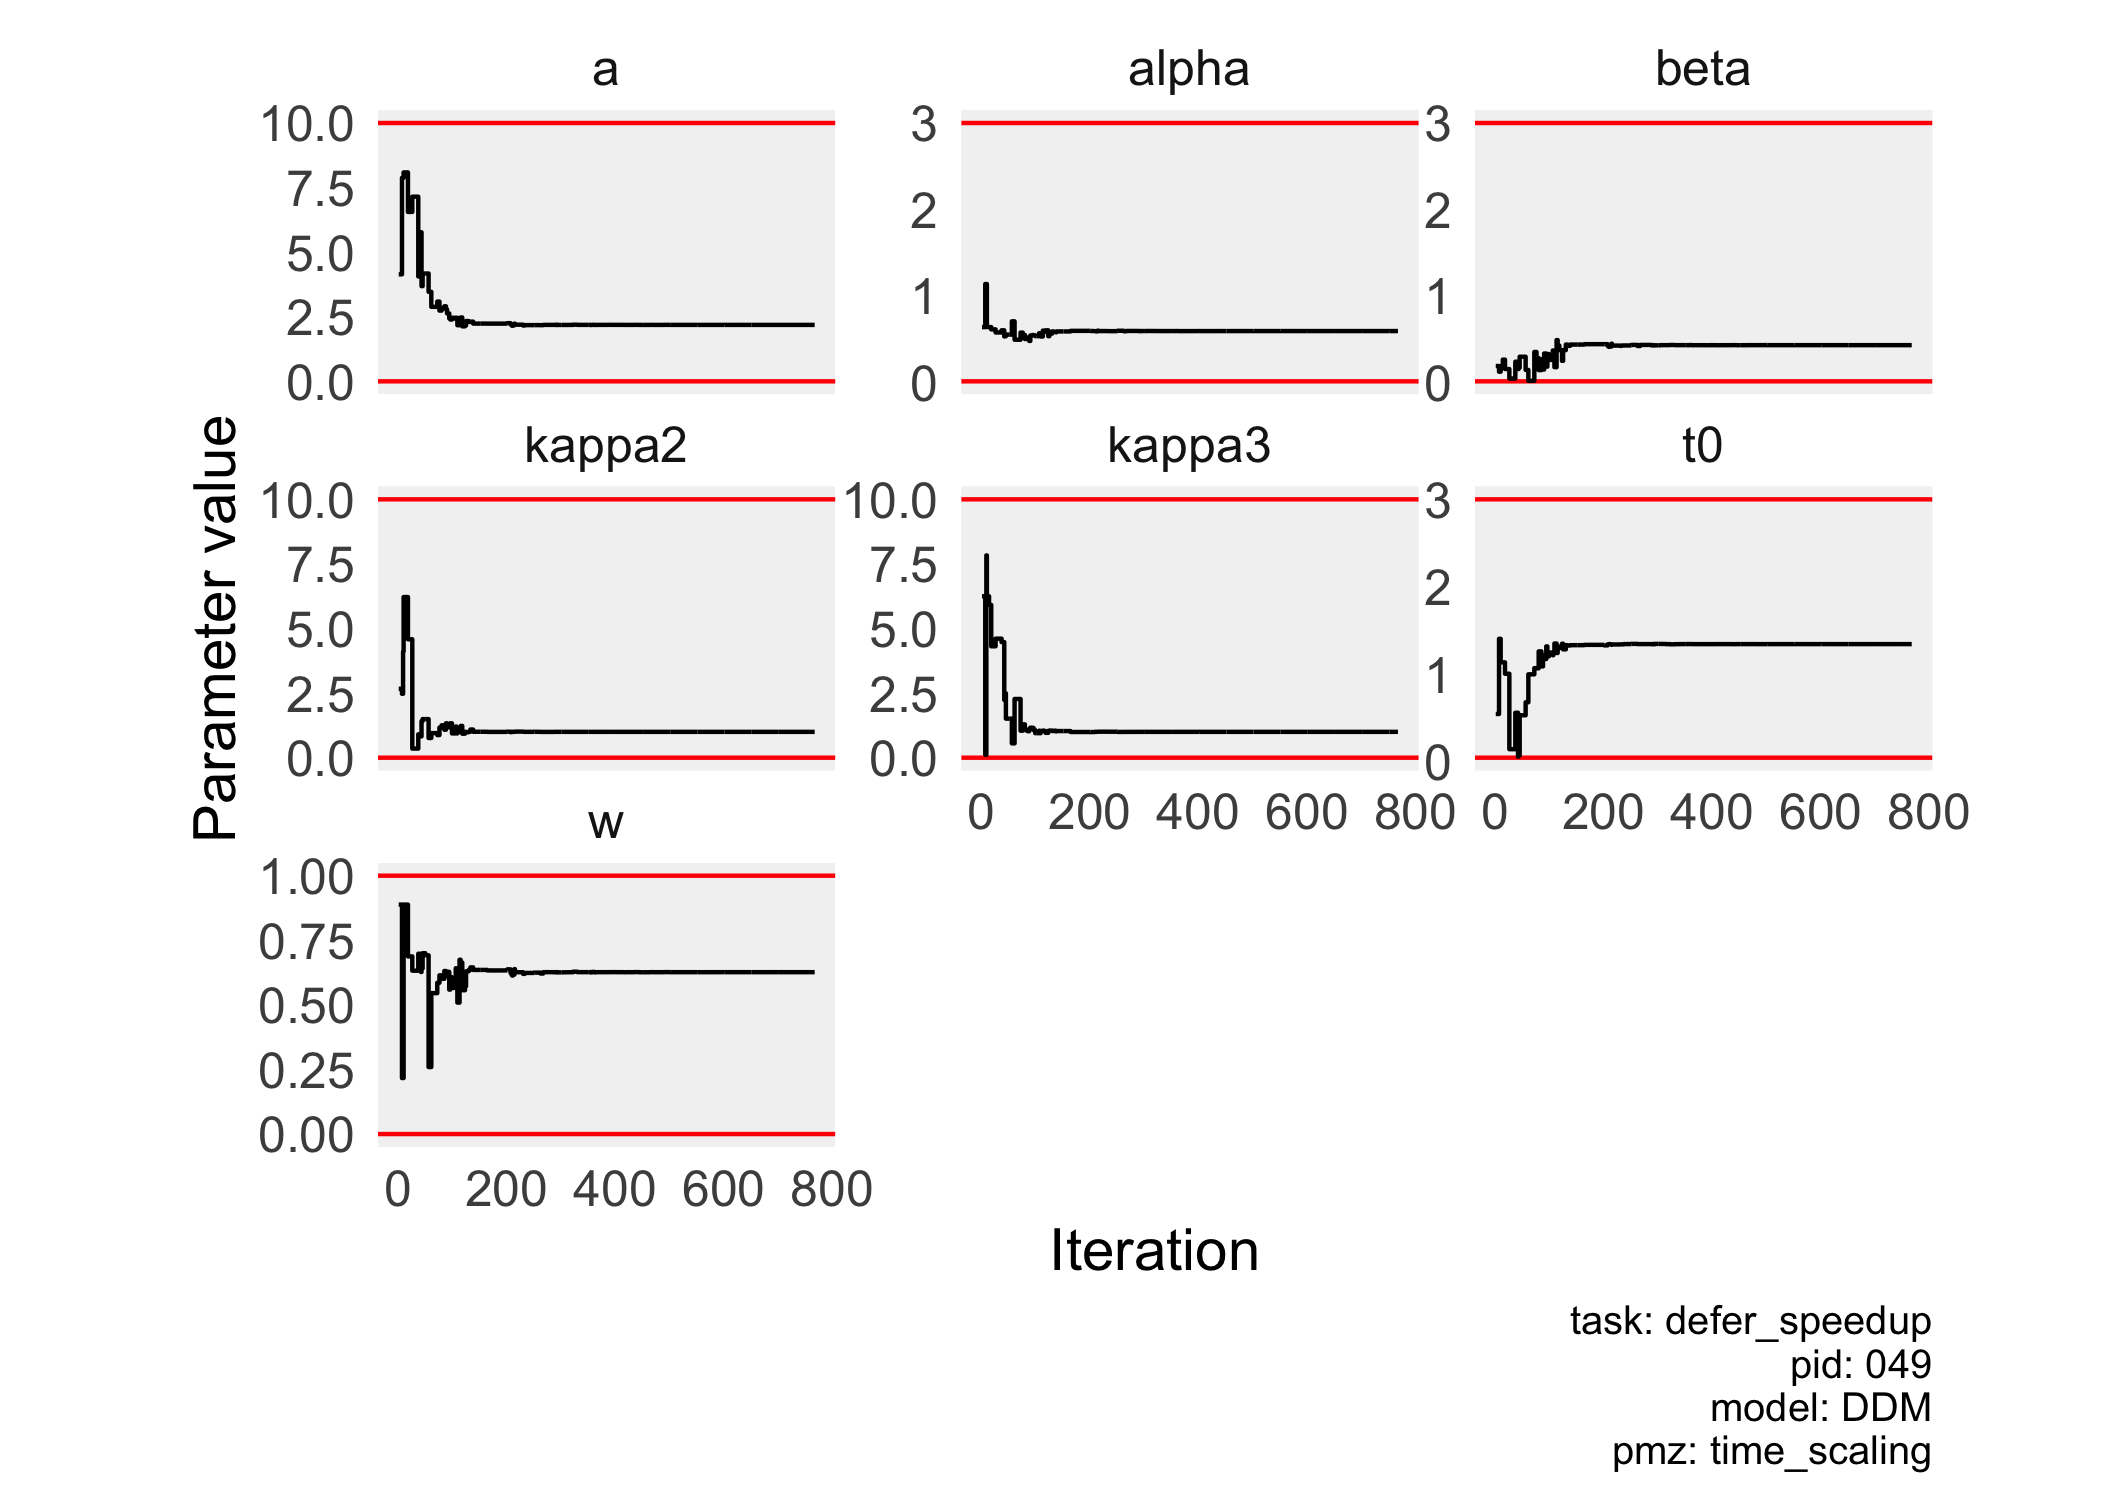 a
alpha
beta
10.0
7.5
5.0
2.5
0.0
3
2
1
0
3
2
1
0
kappa2
kappa3
t0
10.0
7.5
5.0
2.5
0.0
10.0
7.5
5.0
2.5
0.0
3
2
1
0
0 200 400 600 800
0 200 400 600 800
w
1.00
0.75
0.50
0.25
0.00
0 200 400 600 800
Parameter value
Iteration
task: defer_speedup
pid: 049
model: DDM
pmz: time_scaling